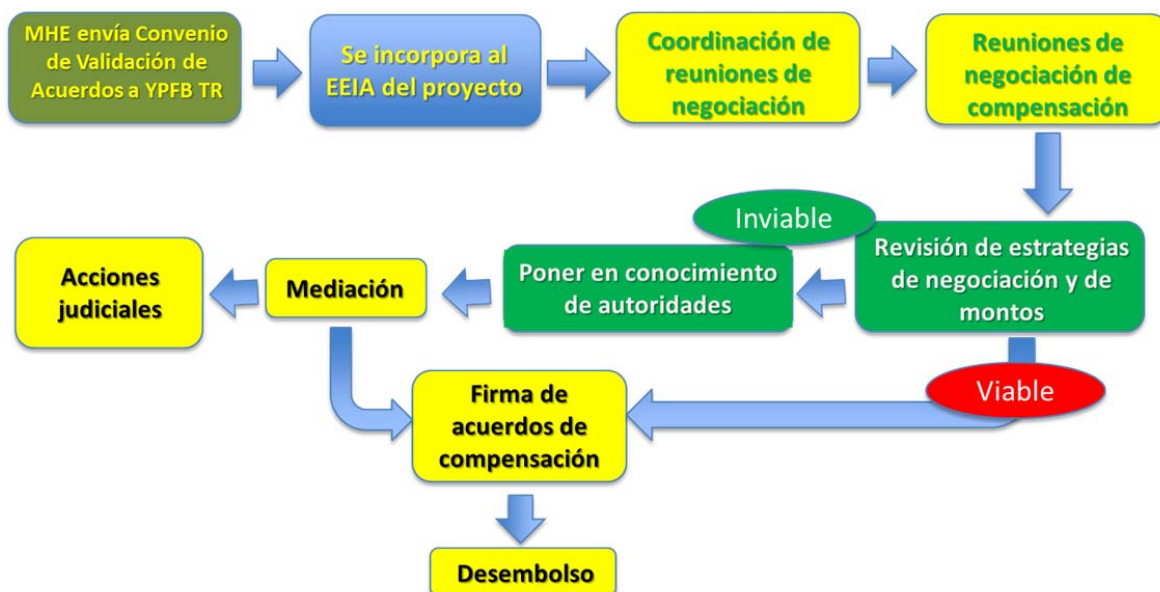 MHE envía Convenio
de Validación de
Acuerdos a YPFB TR
Se incorpora al
EEIA del proyecto
Coordinación de
reuniones de
negociación
Reuniones de
negociación de
compensación
Inviable
Revisión de estrategias
de negociación y de
montos
Poner en conocimiento
de autoridades
Mediación
Acciones
judiciales
Viable
Firma de
acuerdos de
compensación
Desembolso